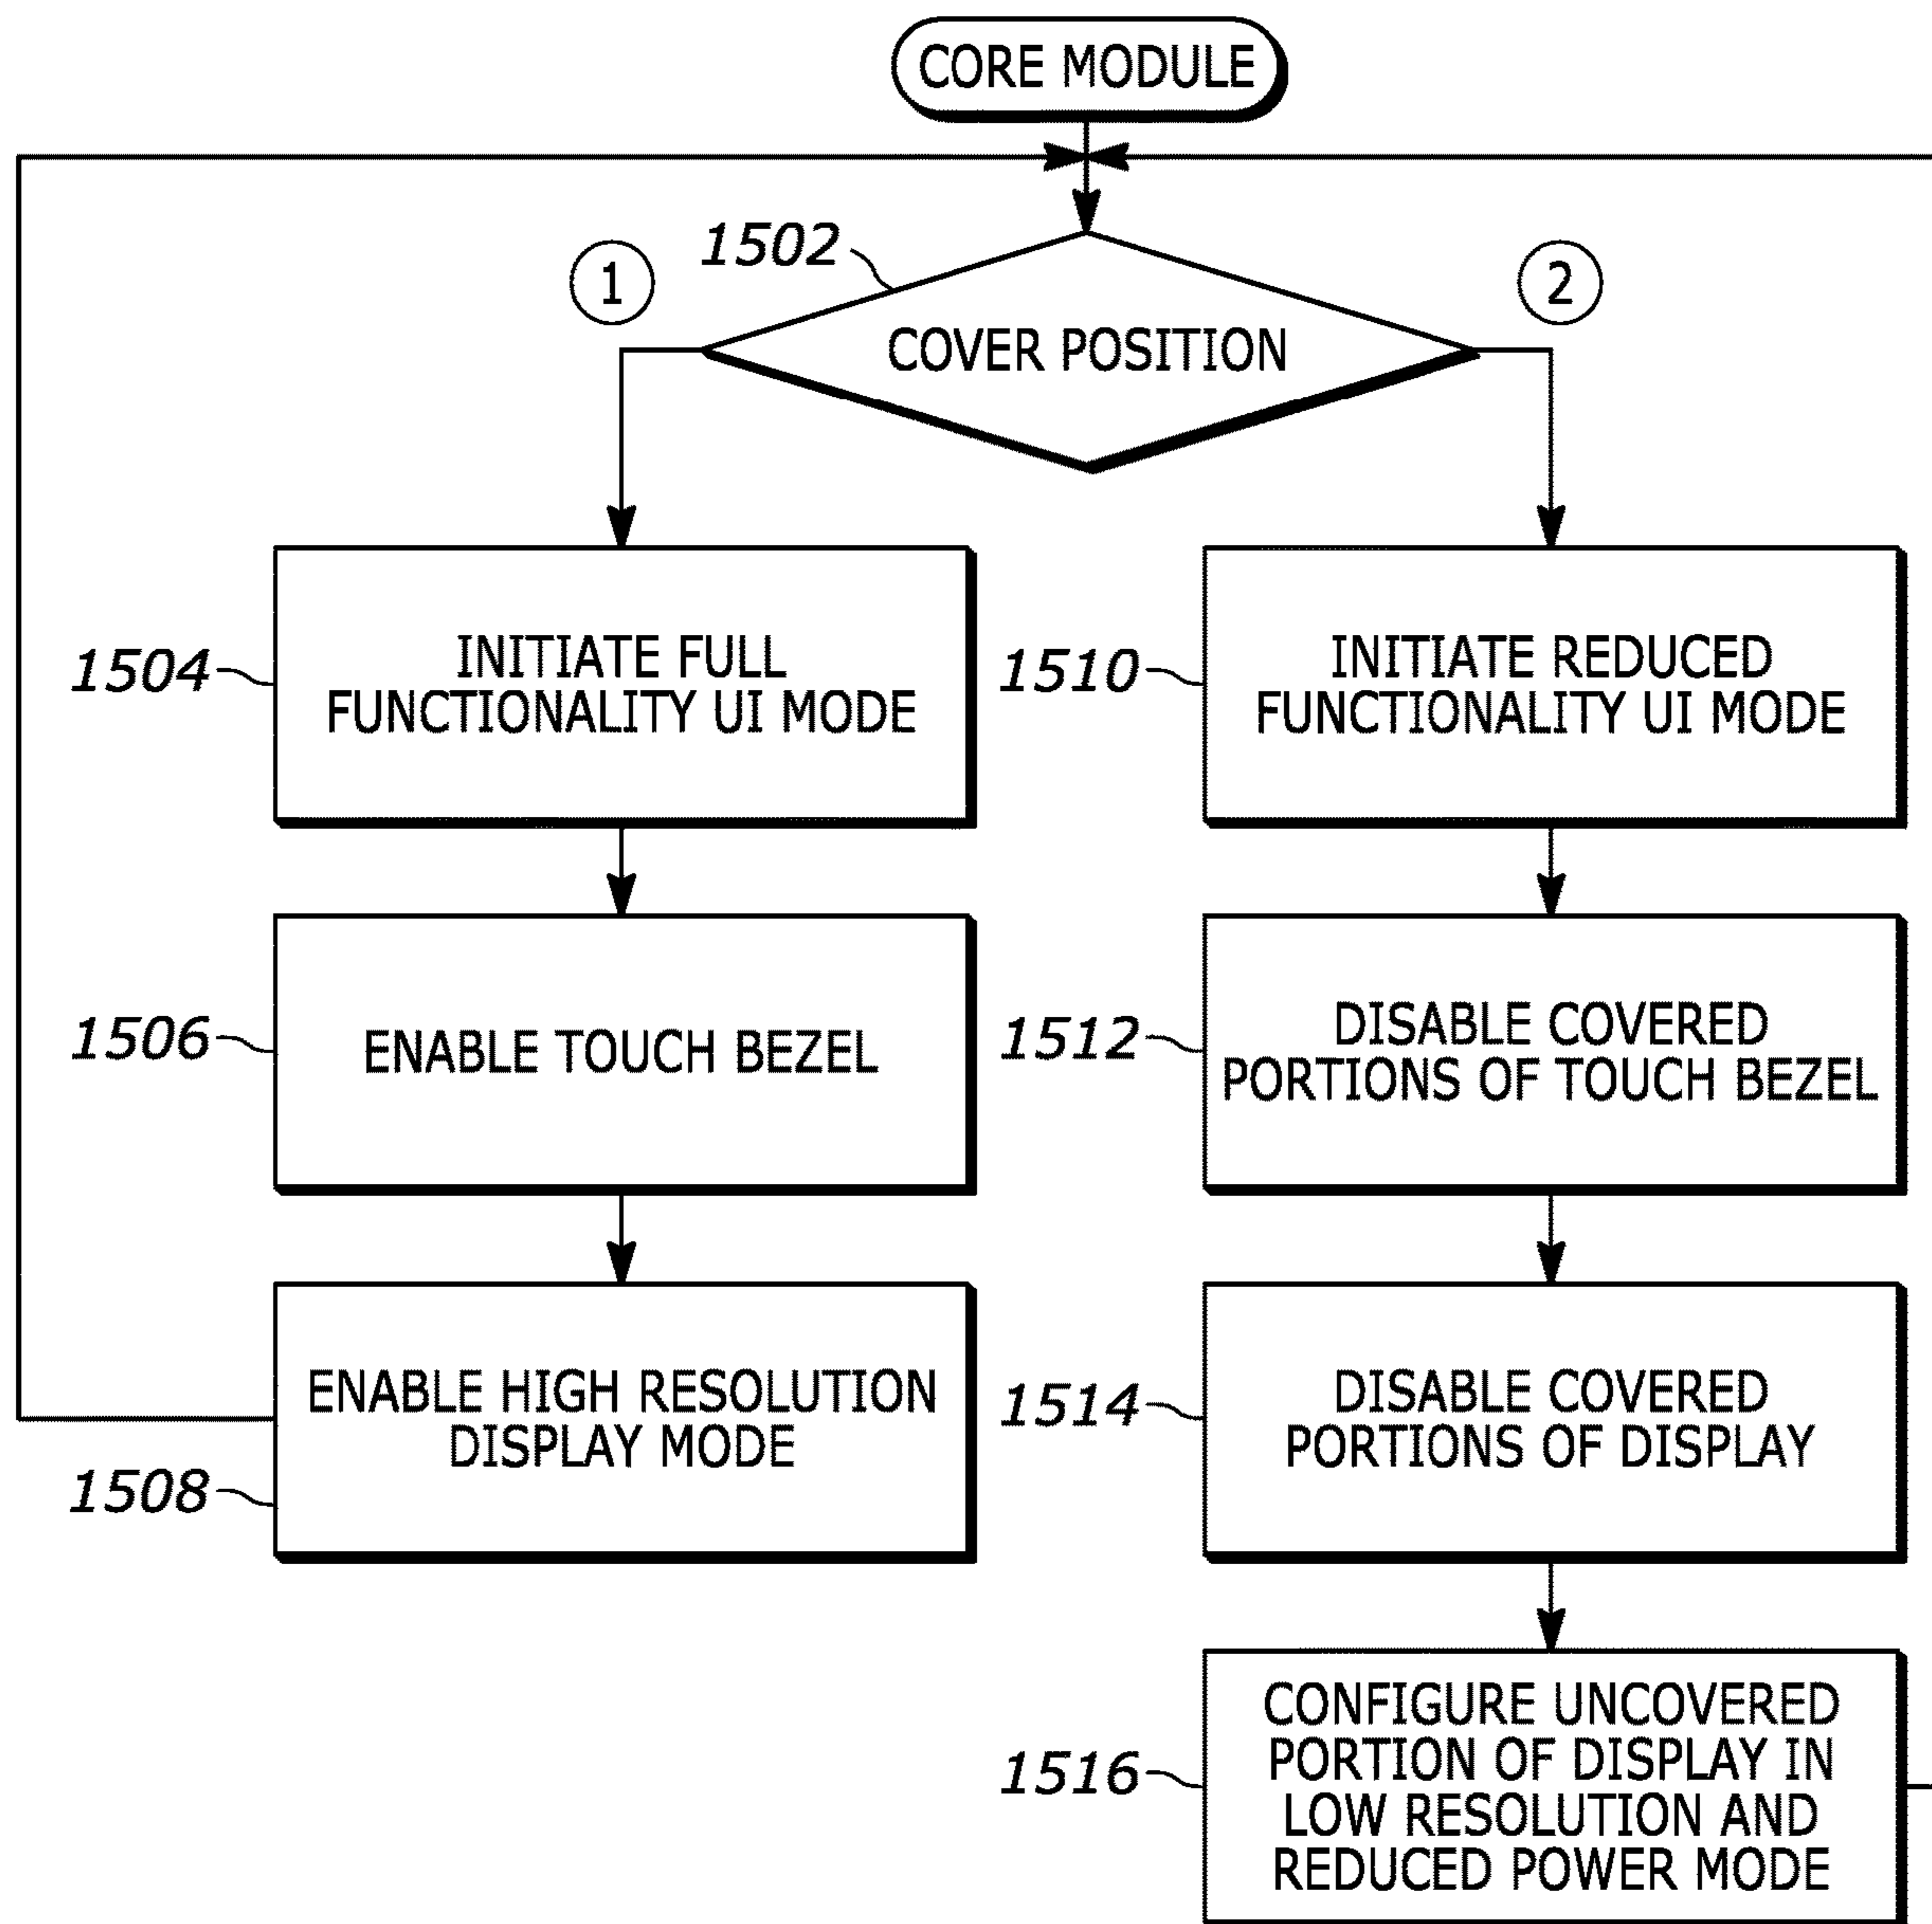 CORE MODULE
1502
1
2
COVER POSITION
1504
INITIATE FULL
FUNCTIONALITY UI MODE
1510
INITIATE REDUCED
FUNCTIONALITY UI MODE
1506
ENABLE TOUCH BEZEL
1512
DISABLE COVERED
PORTIONS OF TOUCH BEZEL
1508
ENABLE HIGH RESOLUTION
DISPLAY MODE
1514
DISABLE COVERED
PORTIONS OF DISPLAY
1516
CONFIGURE UNCOVERED
PORTION OF DISPLAY IN
LOW RESOLUTION AND
REDUCED POWER MODE